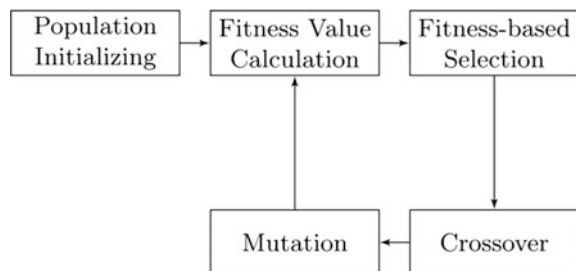 Population
Initializing
Fitness Value
Calculation
Fitness-based
Selection
Mutation
Crossover